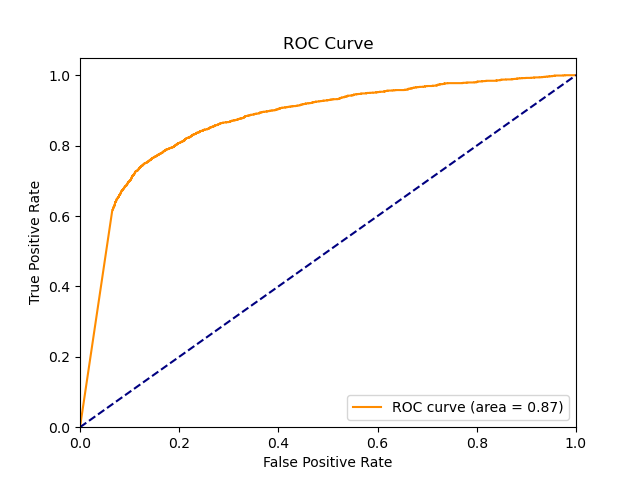 ROC Curve
1.0
0.8
0.6
0.4
0.2
0.0
True Positive Rate
0.0 0.2 0.4 0.6 0.8 1.0
False Positive Rate
ROC curve (area = 0.87)